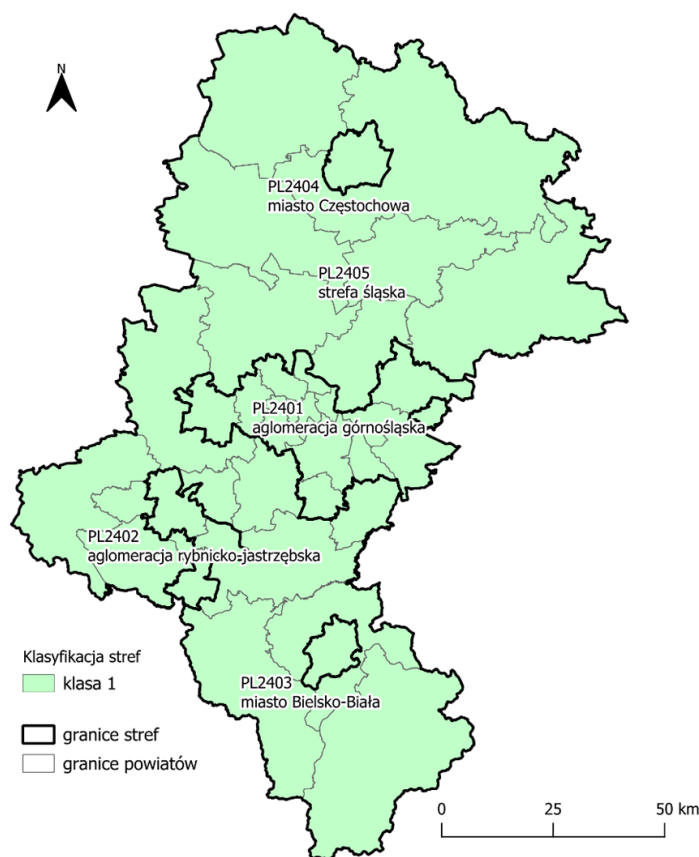 N
PL2404
miasto Częstochowa
PL2405
strefa śląska
PL2401
aglomeracja górnośląska
PL2402
aglomeracja rybnicko-jastrzębska
PL2403
miasto Bielsko-Biała
Klasyfikacja stref
klasa 1
granice stref
granice powiatów
0 25 50 km